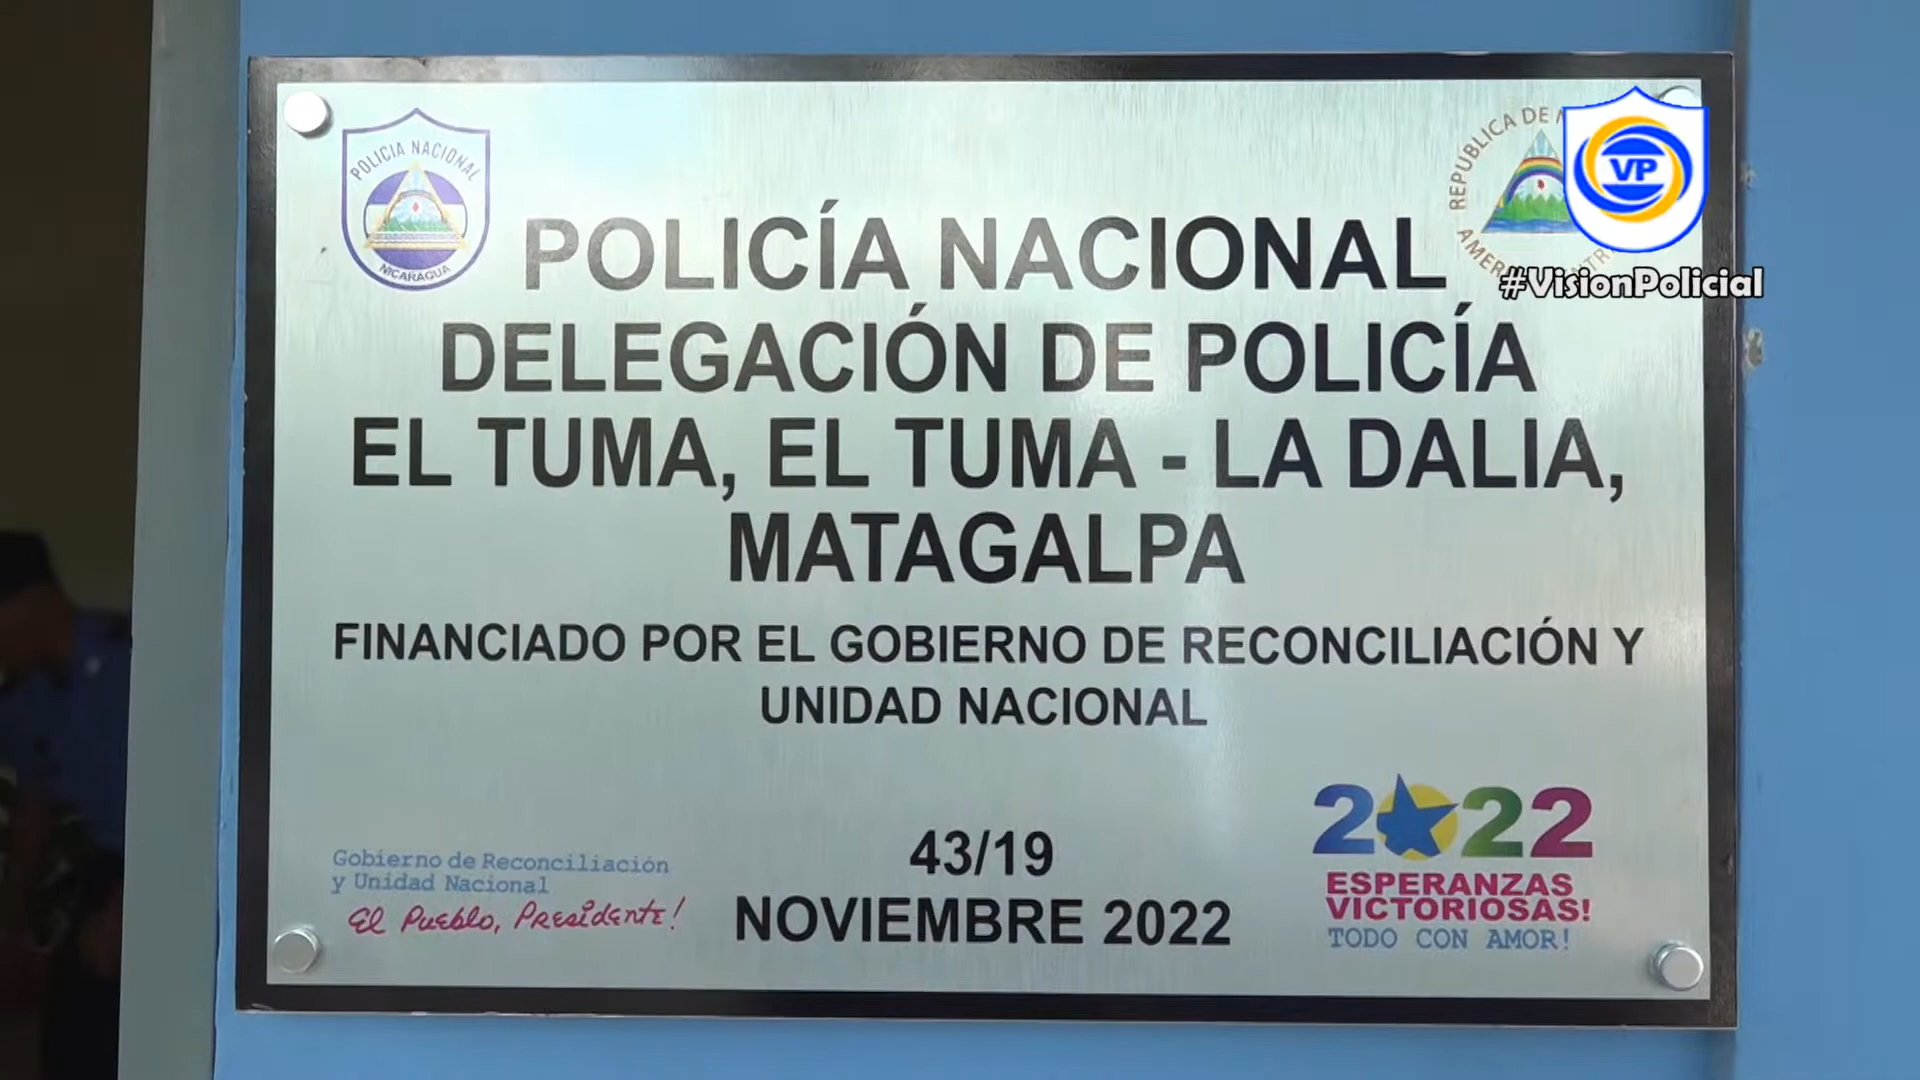 POLICIA NACIONAL
NICARAGUA
REPUBLICA DE
VP
#VisionPolicial
POLICÍA NACIONAL
DELEGACIÓN DE POLICÍA
EL TUMA, EL TUMA - LA DALIA,
MATAGALPA
FINANCIADO POR EL GOBIERNO DE RECONCILIACIÓN Y
UNIDAD NACIONAL
Gobierno de Reconciliación
y Unidad Nacional
El Pueblo, Presidente!
43/19
NOVIEMBRE 2022
2022
ESPERANZAS
VICTORIOSAS!
TODO CON AMOR!